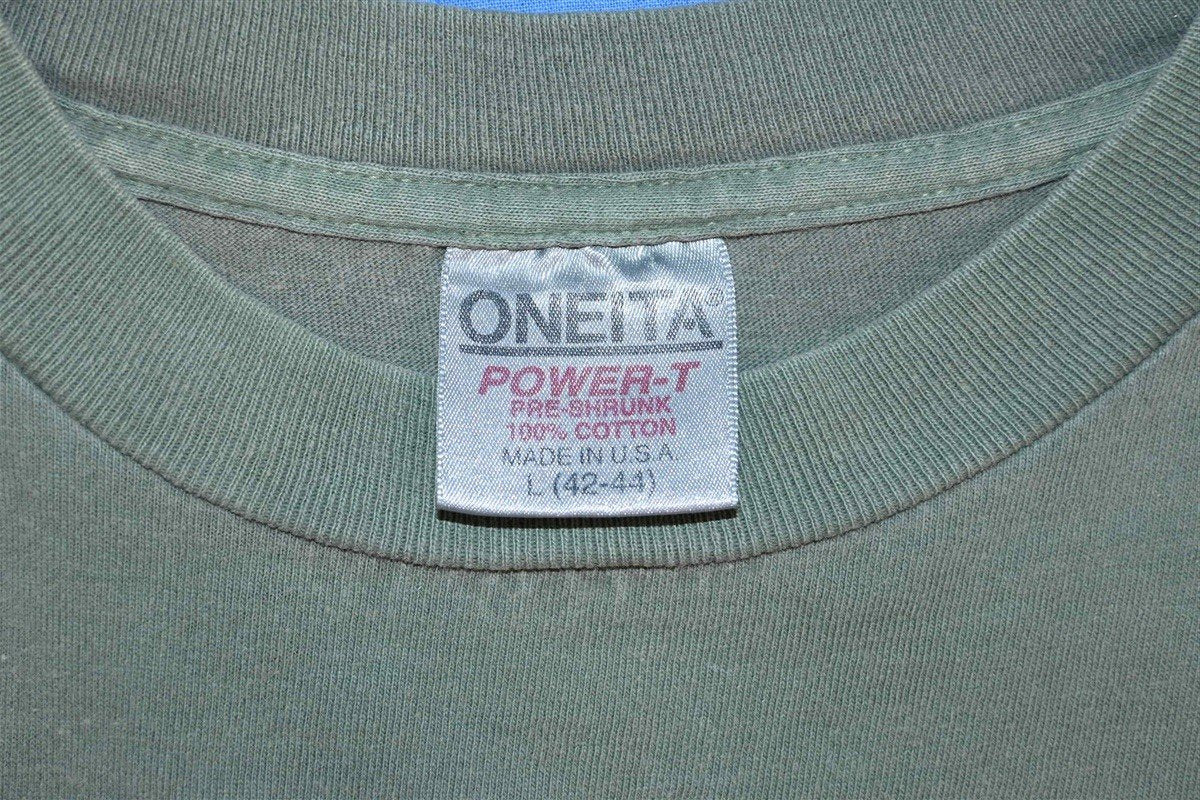 ONEITA®
POWER-T
PRE-SHRUNK
100% COTTON
MADE IN U.S.A.
L (42-44)